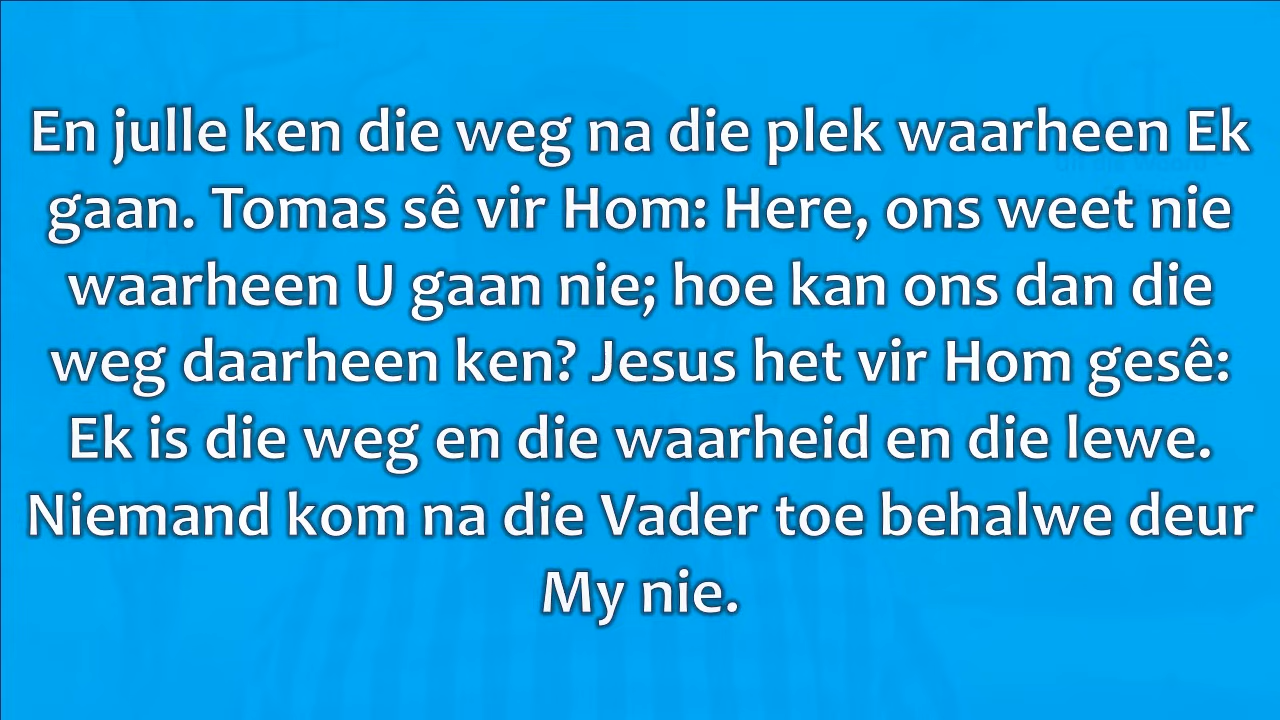 En julle ken die weg na die plek waarheen Ek
gaan. Tomas sê vir Hom: Here, ons weet nie
waarheen U gaan nie; hoe kan ons dan die
weg daarheen ken? Jesus het vir Hom gesê:
Ek is die weg en die waarheid en die lewe.
Niemand kom na die Vader toe behalwe deur
My nie.